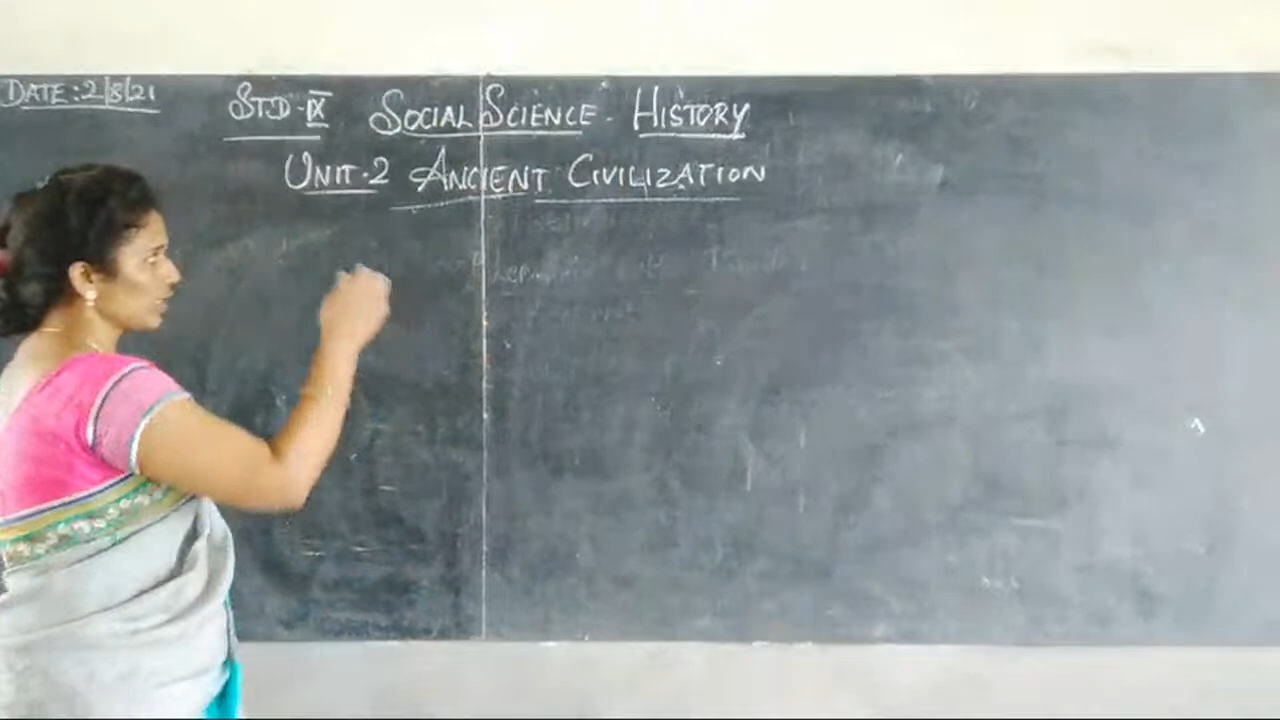 DATE: 2/8/21
STD-IX SOCIAL SCIENCE - HISTORY
UNIT-2 ANCIENT CIVILIZATION